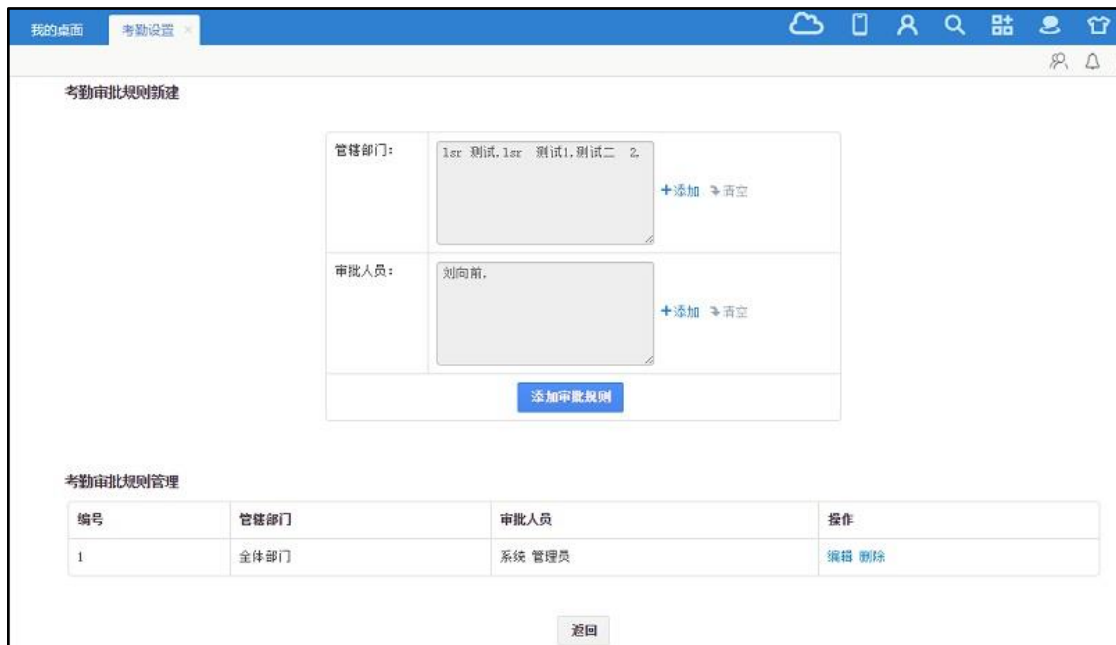 我的桌面 考勤设置 ×
考勤审批规则新建
管辖部门： lsr 测试,lsr 测试1,测试二 2,
+添加 清空
审批人员： 刘向前,
+添加 清空
添加审批规则
考勤审批规则管理
编号 管辖部门 审批人员 操作
1 全体部门 系统 管理员 编辑 删除
返回